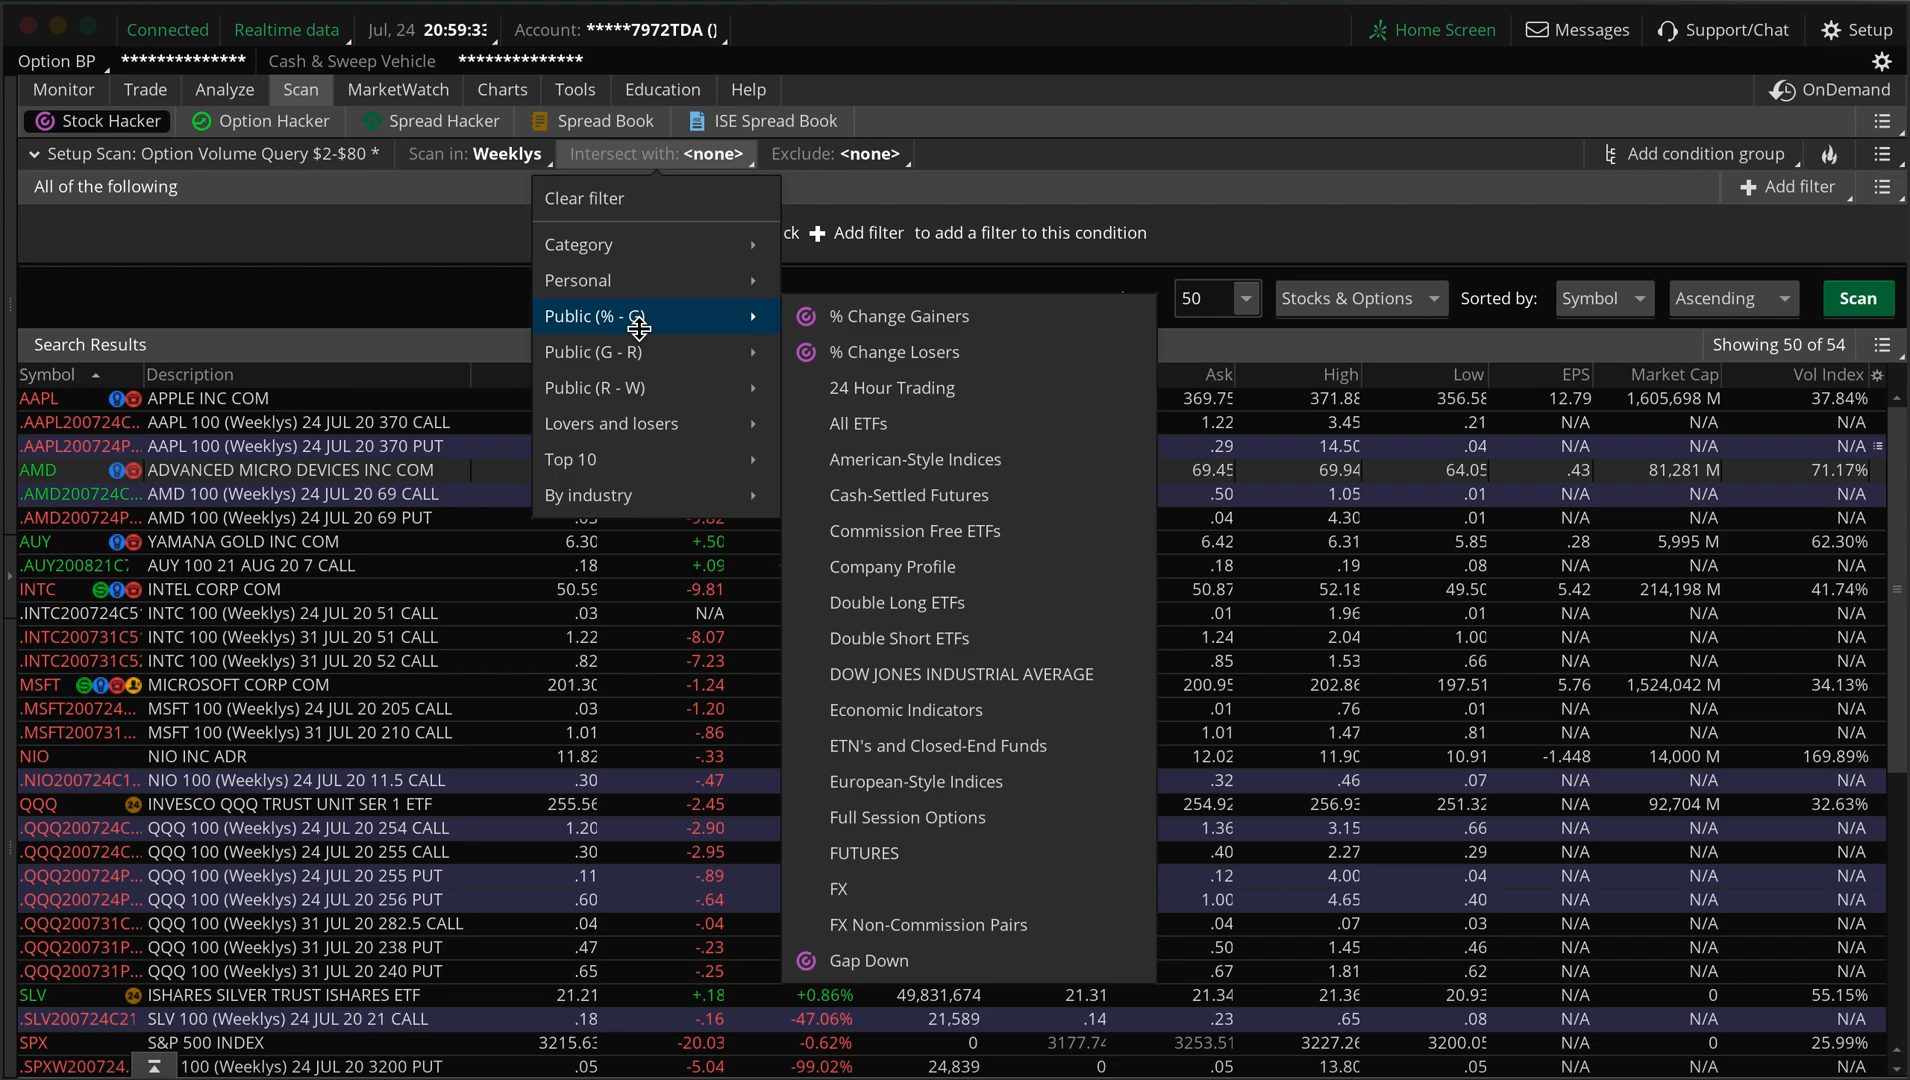 Connected Realtime data Jul, 24 20:59:33 Account: *****7972TDA () Home Screen Messages Support/Chat Setup
Option BP ************** Cash & Sweep Vehicle **************
Monitor Trade Analyze Scan MarketWatch Charts Tools Education Help OnDemand
Stock Hacker Option Hacker Spread Hacker Spread Book ISE Spread Book
Setup Scan: Option Volume Query $2-$80 * Scan in: Weeklys Intersect with: <none> Exclude: <none> Add condition group
All of the following Add filter
Clear filter
ck + Add filter to add a filter to this condition
Category
Personal
50 Stocks & Options Sorted by: Symbol Ascending Scan
Public (% - G) % Change Gainers
Search Results Public (G - R) % Change Losers Showing 50 of 54
Symbol Description Public (R - W) 24 Hour Trading Ask High Low EPS Market Cap Vol Index
AAPL APPLE INC COM 369.75 371.88 356.58 12.79 1,605,698 M 37.84%
.AAPL200724C.. AAPL 100 (Weeklys) 24 JUL 20 370 CALL Lovers and losers All ETFs 1.22 3.45 .21 N/A N/A N/A
.AAPL200724P... AAPL 100 (Weeklys) 24 JUL 20 370 PUT Top 10 American-Style Indices .29 14.50 .04 N/A N/A N/A
AMD ADVANCED MICRO DEVICES INC COM 69.45 69.94 64.05 .43 81,281 M 71.17%
.AMD200724C... AMD 100 (Weeklys) 24 JUL 20 69 CALL By industry Cash-Settled Futures .50 1.05 .01 N/A N/A N/A
.AMD200724P... AMD 100 (Weeklys) 24 JUL 20 69 PUT Commission Free ETFs .04 4.30 .01 N/A N/A N/A
AUY YAMANA GOLD INC COM 6.30 +.50 6.42 6.31 5.85 .28 5,995 M 62.30%
.AUY200821C7 AUY 100 21 AUG 20 7 CALL .18 +.09 Company Profile .18 .19 .08 N/A N/A N/A
INTC INTEL CORP COM 50.59 -9.81 Double Long ETFs 50.87 52.18 49.50 5.42 214,198 M 41.74%
.INTC200724C51 INTC 100 (Weeklys) 24 JUL 20 51 CALL .03 N/A .01 1.96 .01 N/A N/A N/A
.INTC200731C51 INTC 100 (Weeklys) 31 JUL 20 51 CALL 1.22 -8.07 Double Short ETFs 1.24 2.04 1.00 N/A N/A N/A
.INTC200731C52 INTC 100 (Weeklys) 31 JUL 20 52 CALL .82 -7.23 DOW JONES INDUSTRIAL AVERAGE .85 1.53 .66 N/A N/A N/A
MSFT MICROSOFT CORP COM 201.30 -1.24 200.95 202.86 197.51 5.76 1,524,042 M 34.13%
.MSFT200724... MSFT 100 (Weeklys) 24 JUL 20 205 CALL .03 -1.20 Economic Indicators .01 .76 .01 N/A N/A N/A
.MSFT200731... MSFT 100 (Weeklys) 31 JUL 20 210 CALL 1.01 -.86 ETN's and Closed-End Funds 1.01 1.47 .81 N/A N/A N/A
NIO NIO INC ADR 11.82 -.33 12.02 11.90 10.91 -1.448 14,000 M 169.89%
.NIO200724C1.. NIO 100 (Weeklys) 24 JUL 20 11.5 CALL .30 -.47 European-Style Indices .32 .46 .07 N/A N/A N/A
QQQ INVESCO QQQ TRUST UNIT SER 1 ETF 255.56 -2.45 Full Session Options 254.92 256.93 251.32 N/A 92,704 M 32.63%
.QQQ200724C... QQQ 100 (Weeklys) 24 JUL 20 254 CALL 1.20 -2.90 1.36 3.15 .66 N/A N/A N/A
.QQQ200724C... QQQ 100 (Weeklys) 24 JUL 20 255 CALL .30 -2.95 FUTURES .40 2.27 .29 N/A N/A N/A
.QQQ200724P... QQQ 100 (Weeklys) 24 JUL 20 255 PUT .11 -.89 FX .12 4.00 .04 N/A N/A N/A
.QQQ200724P... QQQ 100 (Weeklys) 24 JUL 20 256 PUT .60 -.64 1.00 4.65 .40 N/A N/A N/A
.QQQ200731C... QQQ 100 (Weeklys) 31 JUL 20 282.5 CALL .04 -.04 FX Non-Commission Pairs .04 .07 .03 N/A N/A N/A
.QQQ200731P... QQQ 100 (Weeklys) 31 JUL 20 238 PUT .47 -.23 .50 1.45 .46 N/A N/A N/A
.QQQ200731P... QQQ 100 (Weeklys) 31 JUL 20 240 PUT .65 -.25 Gap Down .67 1.81 .62 N/A N/A N/A
SLV ISHARES SILVER TRUST ISHARES ETF 21.21 +.18 +0.86% 49,831,674 21.31 21.34 21.36 20.93 N/A 0 55.15%
.SLV200724C21 SLV 100 (Weeklys) 24 JUL 20 21 CALL .18 -.16 -47.06% 21,589 .14 .23 .65 .08 N/A N/A N/A
SPX S&P 500 INDEX 3215.63 -20.03 -0.62% 0 3177.74 3253.51 3227.26 3200.05 N/A 0 25.99%
.SPXW200724. 100 (Weeklys) 24 JUL 20 3200 PUT .05 -5.04 -99.02% 24,839 0 .05 13.80 .05 N/A N/A N/A